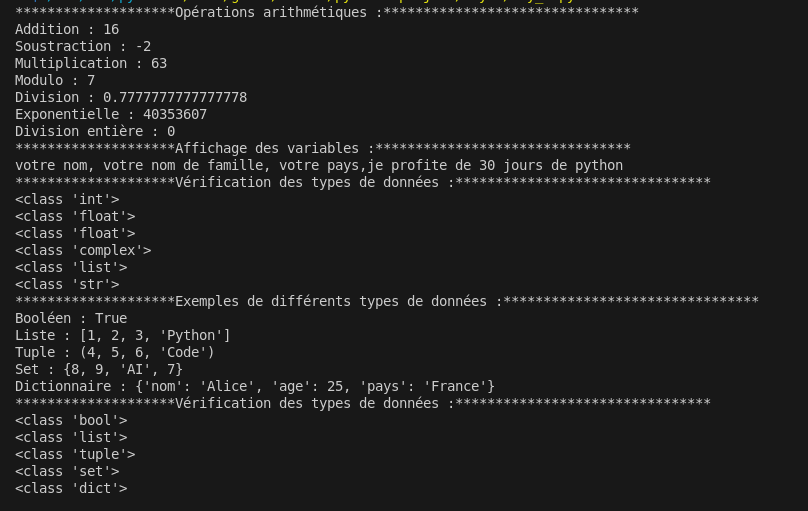 ********************Opérations arithmétiques :********************************
Addition : 16
Soustraction : -2
Multiplication : 63
Modulo : 7
Division : 0.7777777777777778
Exponentielle : 40353607
Division entière : 0
********************Affichage des variables :********************************
votre nom, votre nom de famille, votre pays,je profite de 30 jours de python
********************Vérification des types de données :********************************
<class 'int'>
<class 'float'>
<class 'float'>
<class 'complex'>
<class 'list'>
<class 'str'>
********************Exemples de différents types de données :********************************
Booléen : True
Liste : [1, 2, 3, 'Python']
Tuple : (4, 5, 6, 'Code')
Set : {8, 9, 'AI', 7}
Dictionnaire : {'nom': 'Alice', 'age': 25, 'pays': 'France'}
********************Vérification des types de données :********************************
<class 'bool'>
<class 'list'>
<class 'tuple'>
<class 'set'>
<class 'dict'>